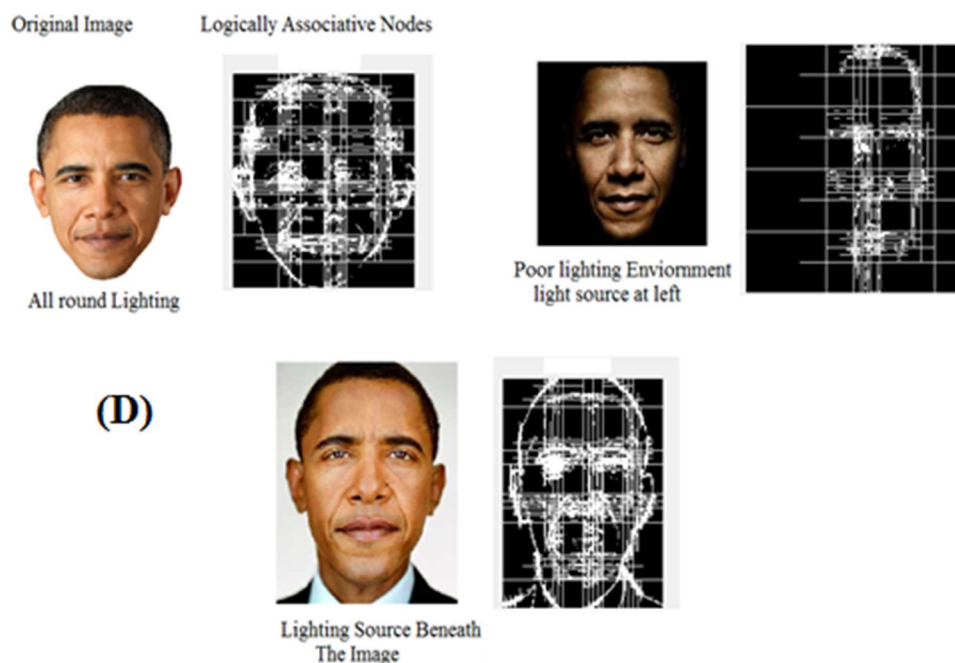 Original Image
Logically Associative Nodes
All round Lighting
Poor lighting Enviornment
light source at left
(D)
Lighting Source Beneath
The Image